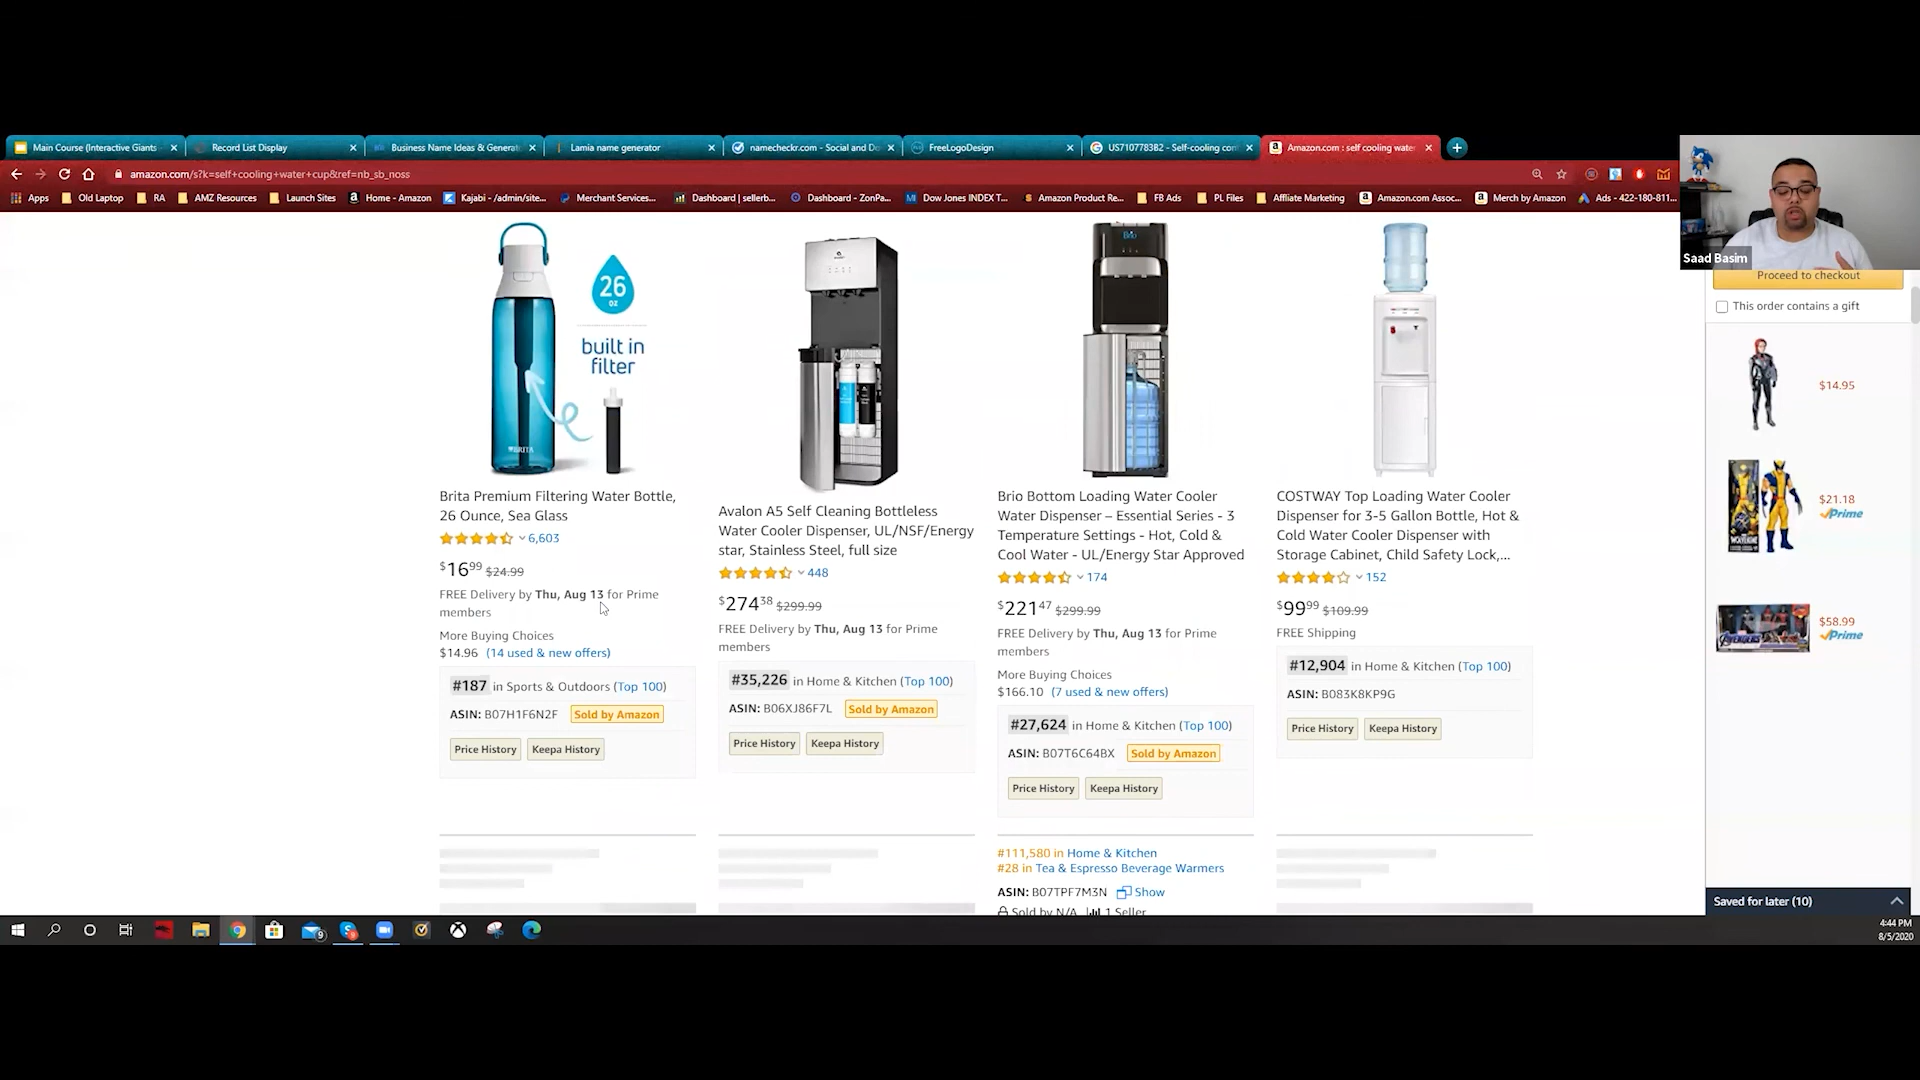 Main Course (Interactive Giants
Record List Display
Business Name Ideas & Generat
Lamia name generator
namecheckr.com - Social and Do
FreeLogoDesign
US7107783B2 - Self-cooling con
Amazon.com : self cooling water
amazon.com/s?k=self+cooling+water+cup&ref=nb_sb_noss
Apps
Old Laptop
RA
AMZ Resources
Launch Sites
Home - Amazon
Kajabi - /admin/site...
Merchant Services...
Dashboard | sellerb...
Dashboard - ZonPa...
Dow Jones INDEX T...
Amazon Product Re...
FB Ads
PL Files
Affliate Marketing
Amazon.com Assoc...
Merch by Amazon
Ads - 422-180-811...
Saad Basim
Proceed to checkout
This order contains a gift
$14.95
$21.18
Prime
$58.99
Prime
Saved for later (10)
26
oz
built in
filter
BRITA
Brita Premium Filtering Water Bottle,
26 Ounce, Sea Glass
6,603
$16.99 $24.99
FREE Delivery by Thu, Aug 13 for Prime
members
More Buying Choices
$14.96 (14 used & new offers)
#187 in Sports & Outdoors (Top 100)
ASIN: B07H1F6N2F Sold by Amazon
Price History Keepa History
Avalon A5 Self Cleaning Bottleless
Water Cooler Dispenser, UL/NSF/Energy
star, Stainless Steel, full size
448
$274.38 $299.99
FREE Delivery by Thu, Aug 13 for Prime
members
#35,226 in Home & Kitchen (Top 100)
ASIN: B06XJ86F7L Sold by Amazon
Price History Keepa History
Brio
Brio Bottom Loading Water Cooler
Water Dispenser – Essential Series - 3
Temperature Settings - Hot, Cold &
Cool Water - UL/Energy Star Approved
174
$221.47 $299.99
FREE Delivery by Thu, Aug 13 for Prime
members
More Buying Choices
$166.10 (7 used & new offers)
#27,624 in Home & Kitchen (Top 100)
ASIN: B07T6C64BX Sold by Amazon
Price History Keepa History
#111,580 in Home & Kitchen
#28 in Tea & Espresso Beverage Warmers
ASIN: B07TPF7M3N Show
Sold by N/A 1 Seller
COSTWAY Top Loading Water Cooler
Dispenser for 3-5 Gallon Bottle, Hot &
Cold Water Cooler Dispenser with
Storage Cabinet, Child Safety Lock,...
152
$99.99 $109.99
FREE Shipping
#12,904 in Home & Kitchen (Top 100)
ASIN: B083K8KP9G
Price History Keepa History
4:44 PM
8/5/2020